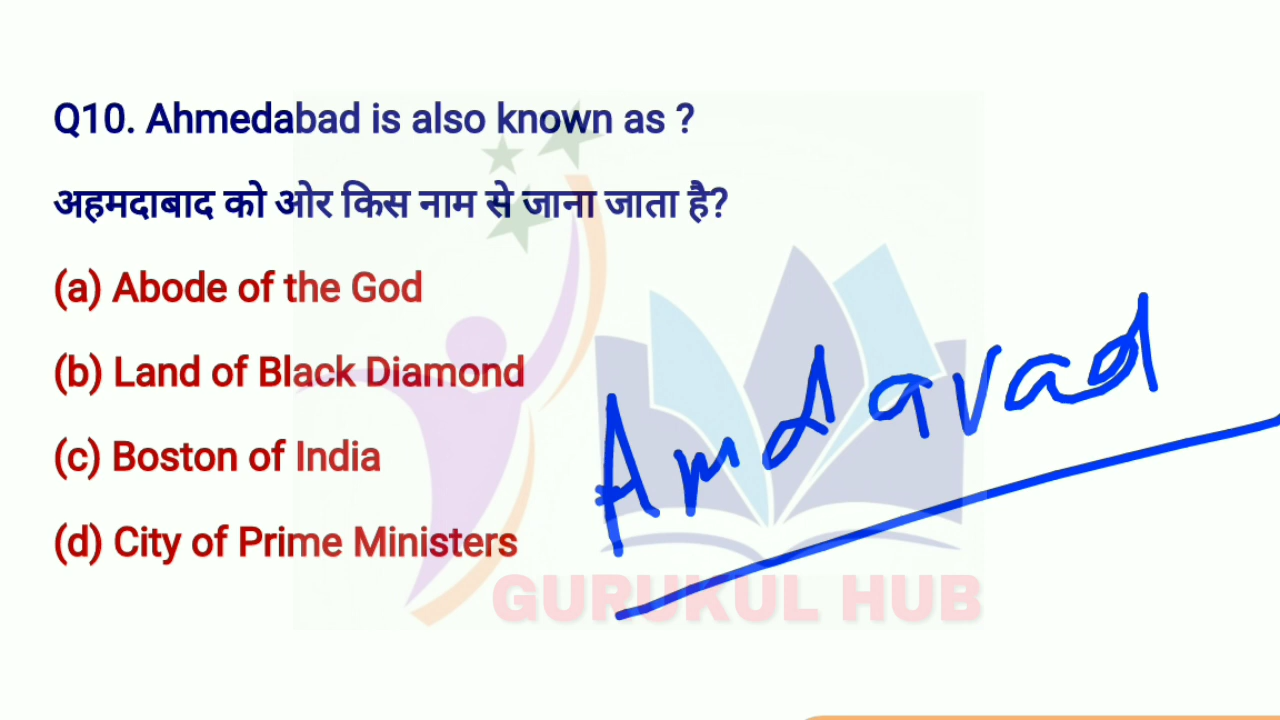 Q10. Ahmedabad is also known as ?
अहमदाबाद को ओर किस नाम से जाना जाता है?
(a) Abode of the God
(b) Land of Black Diamond
(c) Boston of India
(d) City of Prime Ministers
Amdavad
GURUKUL HUB